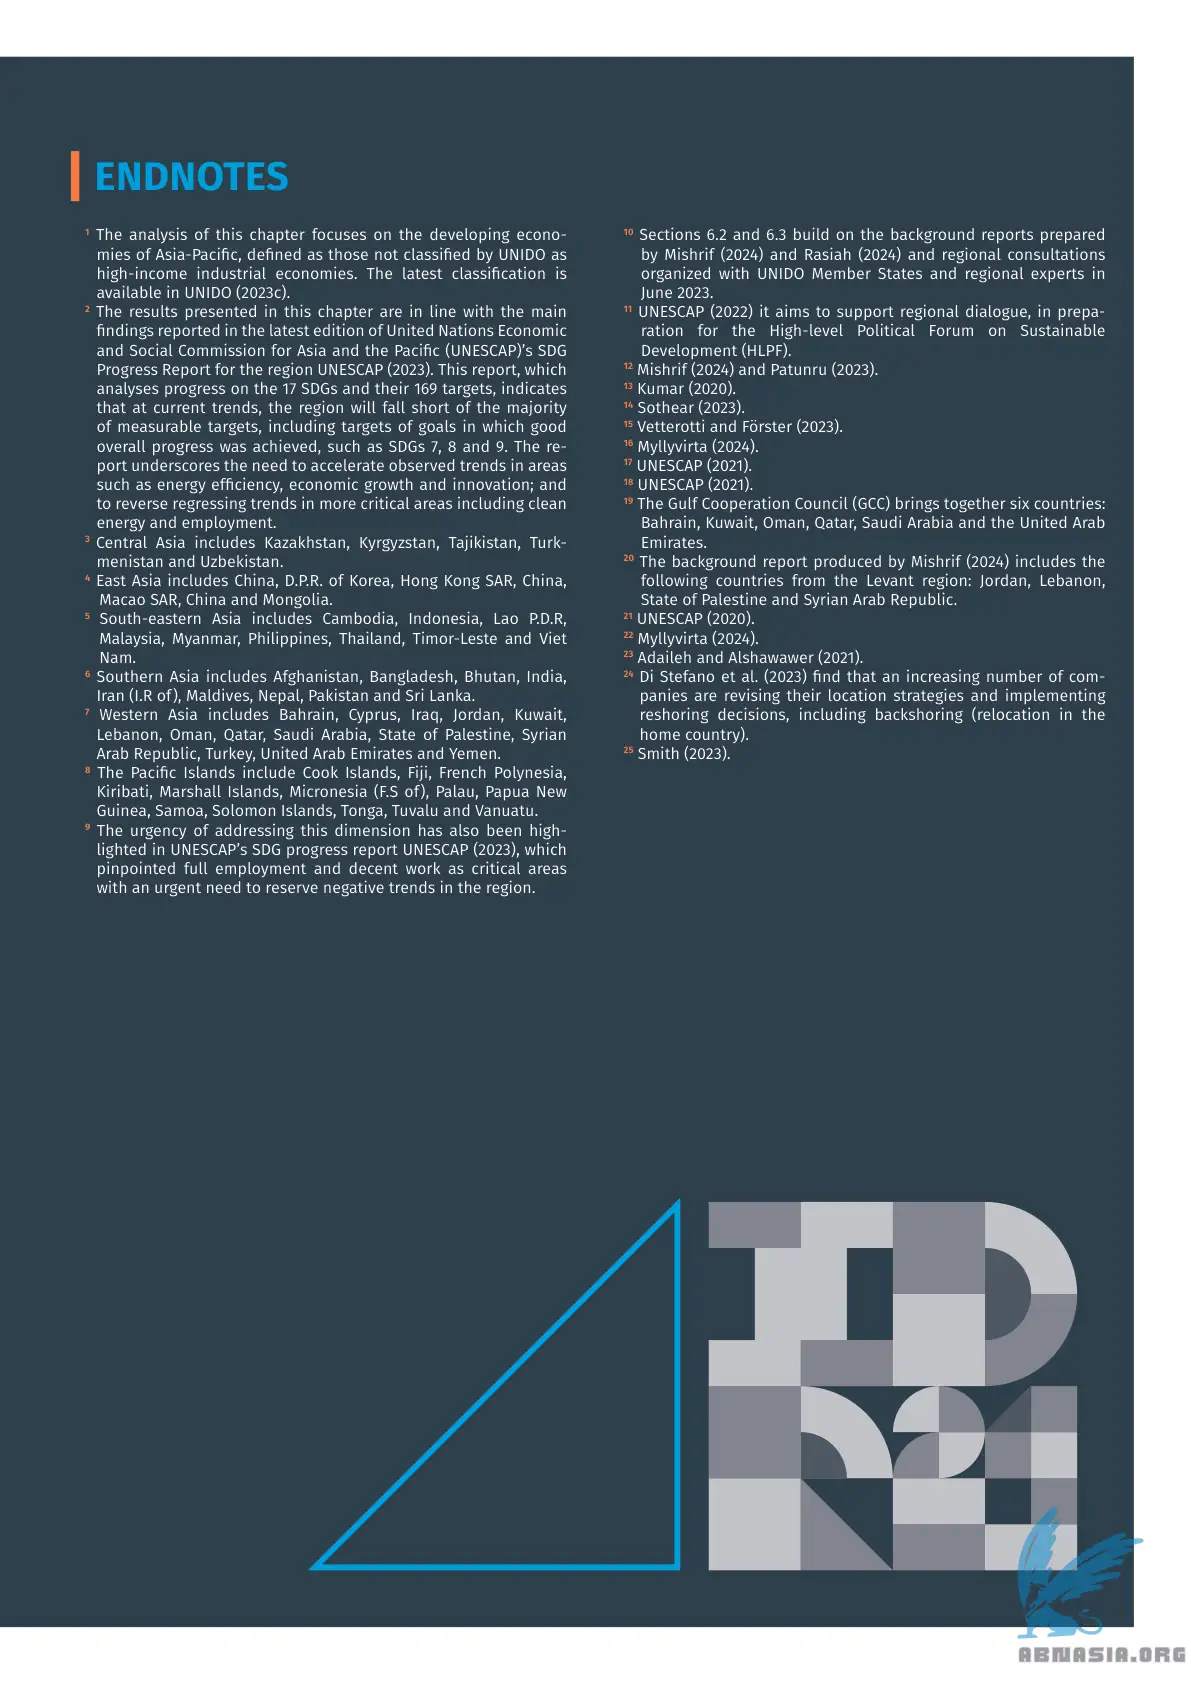 ENDNOTES
1 The analysis of this chapter focuses on the developing econo-
mies of Asia-Pacific, defined as those not classified by UNIDO as
high-income industrial economies. The latest classification is
available in UNIDO (2023c).
2 The results presented in this chapter are in line with the main
findings reported in the latest edition of United Nations Economic
and Social Commission for Asia and the Pacific (UNESCAP)’s SDG
Progress Report for the region UNESCAP (2023). This report, which
analyses progress on the 17 SDGs and their 169 targets, indicates
that at current trends, the region will fall short of the majority
of measurable targets, including targets of goals in which good
overall progress was achieved, such as SDGs 7, 8 and 9. The re-
port underscores the need to accelerate observed trends in areas
such as energy efficiency, economic growth and innovation; and
to reverse regressing trends in more critical areas including clean
energy and employment.
3 Central Asia includes Kazakhstan, Kyrgyzstan, Tajikistan, Turk-
menistan and Uzbekistan.
4 East Asia includes China, D.P.R. of Korea, Hong Kong SAR, China,
Macao SAR, China and Mongolia.
5 South-eastern Asia includes Cambodia, Indonesia, Lao P.D.R,
Malaysia, Myanmar, Philippines, Thailand, Timor-Leste and Viet
Nam.
6 Southern Asia includes Afghanistan, Bangladesh, Bhutan, India,
Iran (I.R of), Maldives, Nepal, Pakistan and Sri Lanka.
7 Western Asia includes Bahrain, Cyprus, Iraq, Jordan, Kuwait,
Lebanon, Oman, Qatar, Saudi Arabia, State of Palestine, Syrian
Arab Republic, Turkey, United Arab Emirates and Yemen.
8 The Pacific Islands include Cook Islands, Fiji, French Polynesia,
Kiribati, Marshall Islands, Micronesia (F.S of), Palau, Papua New
Guinea, Samoa, Solomon Islands, Tonga, Tuvalu and Vanuatu.
9 The urgency of addressing this dimension has also been high-
lighted in UNESCAP’s SDG progress report UNESCAP (2023), which
pinpointed full employment and decent work as critical areas
with an urgent need to reserve negative trends in the region.
10 Sections 6.2 and 6.3 build on the background reports prepared
by Mishrif (2024) and Rasiah (2024) and regional consultations
organized with UNIDO Member States and regional experts in
June 2023.
11 UNESCAP (2022) it aims to support regional dialogue, in prepa-
ration for the High-level Political Forum on Sustainable
Development (HLPF).
12 Mishrif (2024) and Patunru (2023).
13 Kumar (2020).
14 Sothear (2023).
15 Vetterotti and Förster (2023).
16 Myllyvirta (2024).
17 UNESCAP (2021).
18 UNESCAP (2021).
19 The Gulf Cooperation Council (GCC) brings together six countries:
Bahrain, Kuwait, Oman, Qatar, Saudi Arabia and the United Arab
Emirates.
20 The background report produced by Mishrif (2024) includes the
following countries from the Levant region: Jordan, Lebanon,
State of Palestine and Syrian Arab Republic.
21 UNESCAP (2020).
22 Myllyvirta (2024).
23 Adaileh and Alshawawer (2021).
24 Di Stefano et al. (2023) find that an increasing number of com-
panies are revising their location strategies and implementing
reshoring decisions, including backshoring (relocation in the
home country).
25 Smith (2023).
ID
R24
ABNASIA.ORG